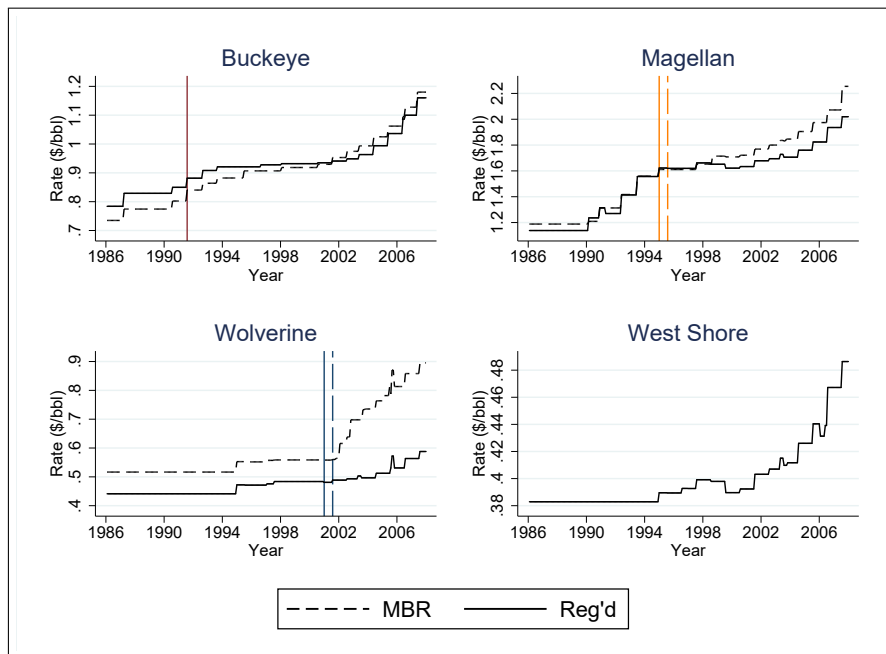 Buckeye
Rate ($/bbl)
.7 .8 .9 1 1.1 1.2
1986 1990 1994 1998 2002 2006
Year
Magellan
Rate ($/bbl)
1.2 1.4 1.6 1.8 2 2.2
1986 1990 1994 1998 2002 2006
Year
Wolverine
Rate ($/bbl)
.4 .5 .6 .7 .8 .9
1986 1990 1994 1998 2002 2006
Year
West Shore
Rate ($/bbl)
.38 .4 .42 .44 .46 .48
1986 1990 1994 1998 2002 2006
Year
MBR Reg'd